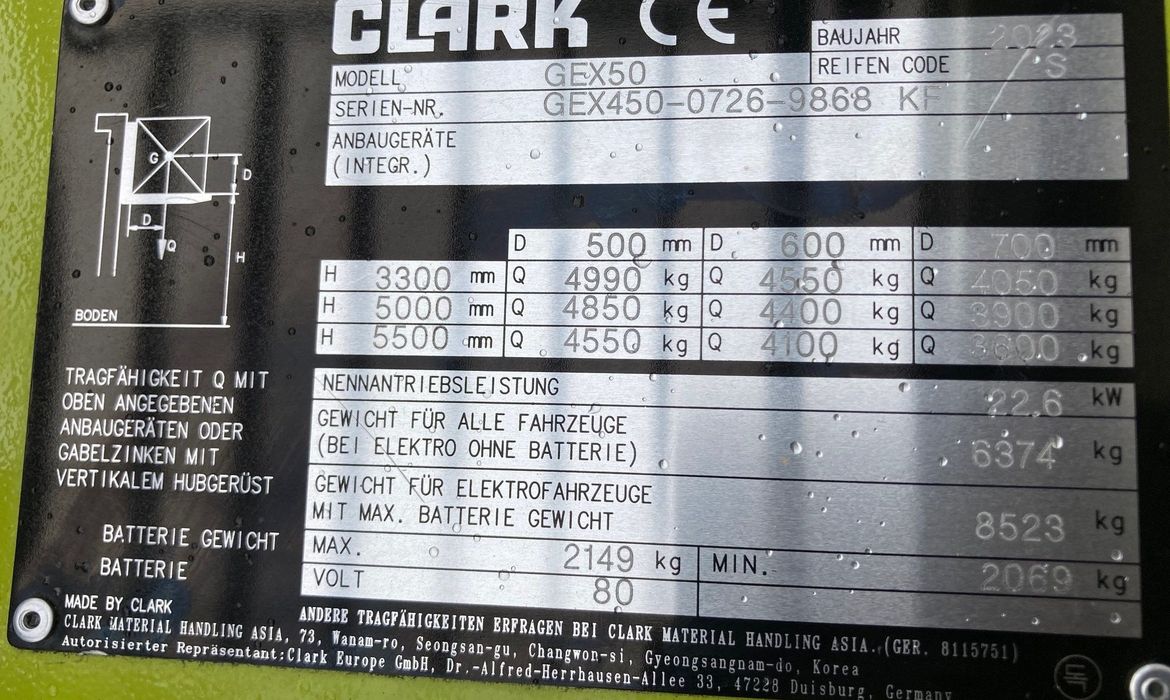 CLARK CE
BAUJAHR 2023
MODELL GEX50 REIFEN CODE S
SERIEN-NR. GEX450-0726-9868 KF
ANBAUGERÄTE
(INTEGR.)
G
D
D
Q
H
BODEN
D 500 mm D 600 mm D 700 mm
H 3300 mm Q 4990 kg Q 4550 kg Q 4050 kg
H 5000 mm Q 4850 kg Q 4400 kg Q 3900 kg
H 5500 mm Q 4550 kg Q 4100 kg Q kg
TRAGFÄHIGKEIT Q MIT
OBEN ANGEGEBENEN
ANBAUGERÄTEN ODER
GABELZINKEN MIT
VERTIKALEM HUBGERÜST
NENNANTRIEBSLEISTUNG 22.6 kW
GEWICHT FÜR ALLE FAHRZEUGE
(BEI ELEKTRO OHNE BATTERIE) 6374 kg
GEWICHT FÜR ELEKTROFAHRZEUGE
MIT MAX. BATTERIE GEWICHT 8523 kg
BATTERIE GEWICHT MAX. 2149 kg MIN. 2069 kg
BATTERIE VOLT 80
MADE BY CLARK
ANDERE TRAGFÄHIGKEITEN ERFRAGEN BEI CLARK MATERIAL HANDLING ASIA.(GER. 8115751)
CLARK MATERIAL HANDLING ASIA, 73, Wanam-ro, Seongsan-gu, Changwon-si, Gyeongsangnam-do, Korea
Autorisierter Repräsentant:Clark Europe GmbH, Dr.-Alfred-Herrhausen-Allee 33, 47228 Duisburg, Germany
독